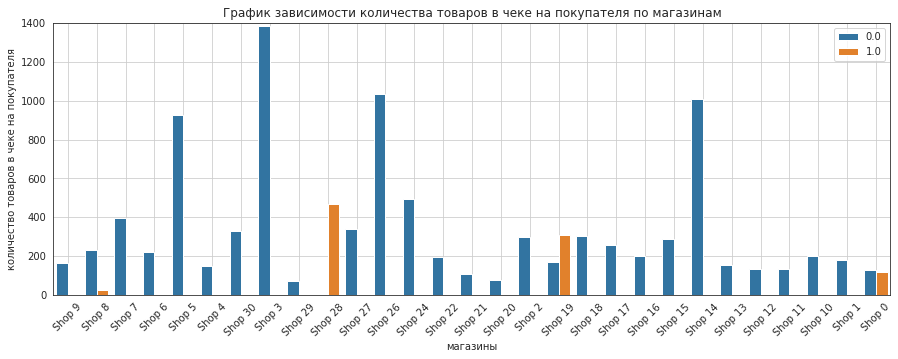 График зависимости количества товаров в чеке на покупателя по магазинам
0.0
1.0
количество товаров в чеке на покупателя
1400
1200
1000
800
600
400
200
0
Shop 9
Shop 8
Shop 7
Shop 6
Shop 5
Shop 4
Shop 30
Shop 3
Shop 29
Shop 28
Shop 27
Shop 26
Shop 24
Shop 22
Shop 21
Shop 20
Shop 2
Shop 19
Shop 18
Shop 17
Shop 16
Shop 15
Shop 14
Shop 13
Shop 12
Shop 11
Shop 10
Shop 1
Shop 0
магазины